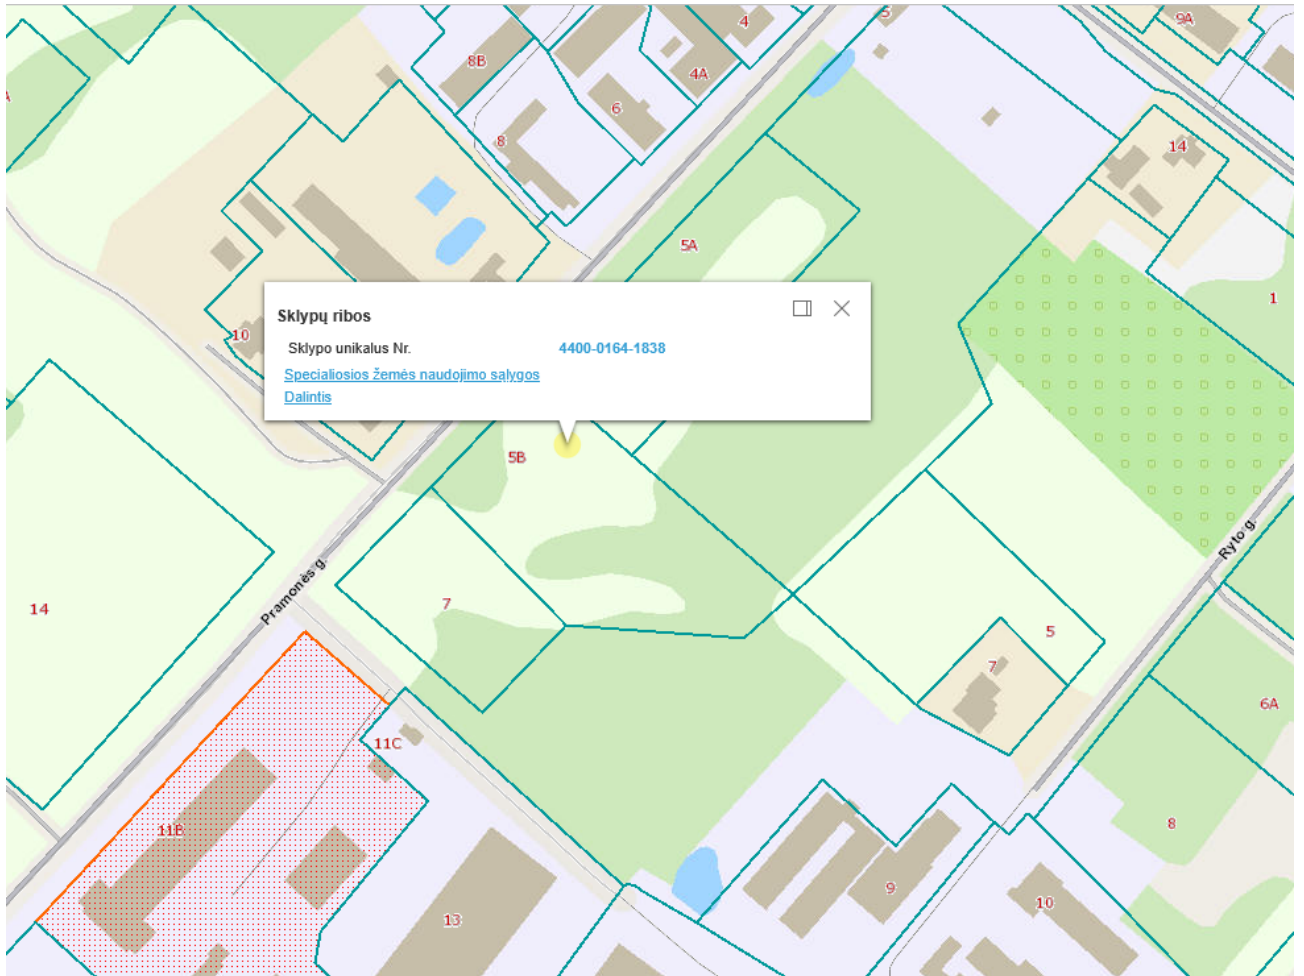 4
5
9A
8B
4A
6
8
14
5A
1
Sklypų ribos
Sklypo unikalus Nr. 4400-0164-1838
Specialiosios žemės naudojimo sąlygos
Dalintis
10
5B
Ryto g.
Pramonės g.
14
7
5
7
6A
11C
11B
8
9
10
13